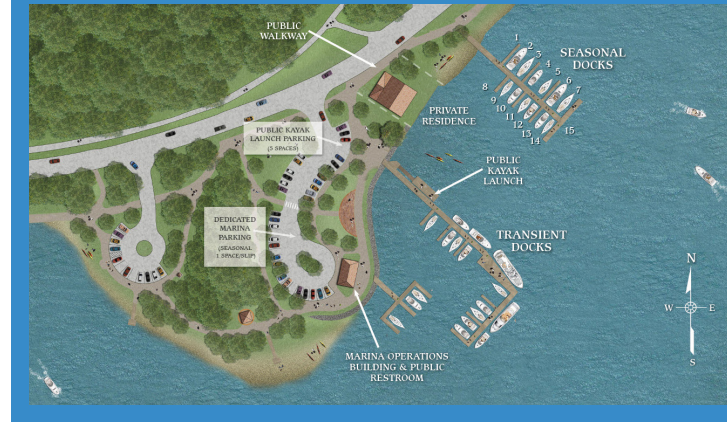 PUBLIC
WALKWAY
SEASONAL
DOCKS
1
2
3
4
5
6
7
8
9
10
11
12
13
14
15
PRIVATE
RESIDENCE
PUBLIC KAYAK
LAUNCH PARKING
(5 SPACES)
PUBLIC
KAYAK
LAUNCH
DEDICATED
MARINA
PARKING
(SEASONAL
1 SPACE/SLIP)
TRANSIENT
DOCKS
N
W
E
S
MARINA OPERATIONS
BUILDING & PUBLIC
RESTROOM